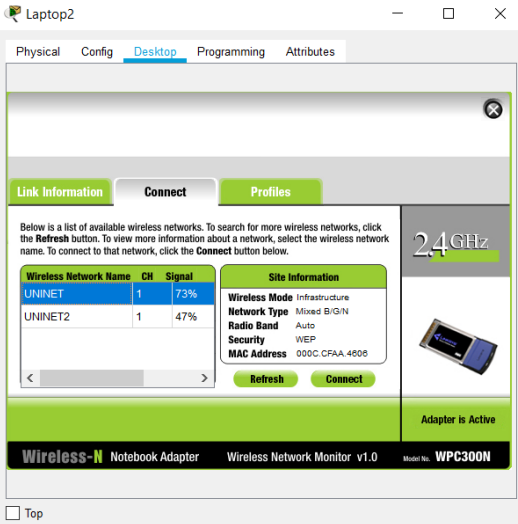 Laptop2
Physical Config Desktop Programming Attributes
Link Information Connect Profiles
Below is a list of available wireless networks. To search for more wireless networks, click
the Refresh button. To view more information about a network, select the wireless network
name. To connect to that network, click the Connect button below.
2.4GHz
Wireless Network Name CH Signal
UNINET 1 73%
UNINET2 1 47%
Site Information
Wireless Mode Infrastructure
Network Type Mixed B/G/N
Radio Band Auto
Security WEP
MAC Address 000C.CFAA.4606
Refresh Connect
Adapter is Active
Wireless-N Notebook Adapter Wireless Network Monitor v1.0 Model No. WPC300N
Top